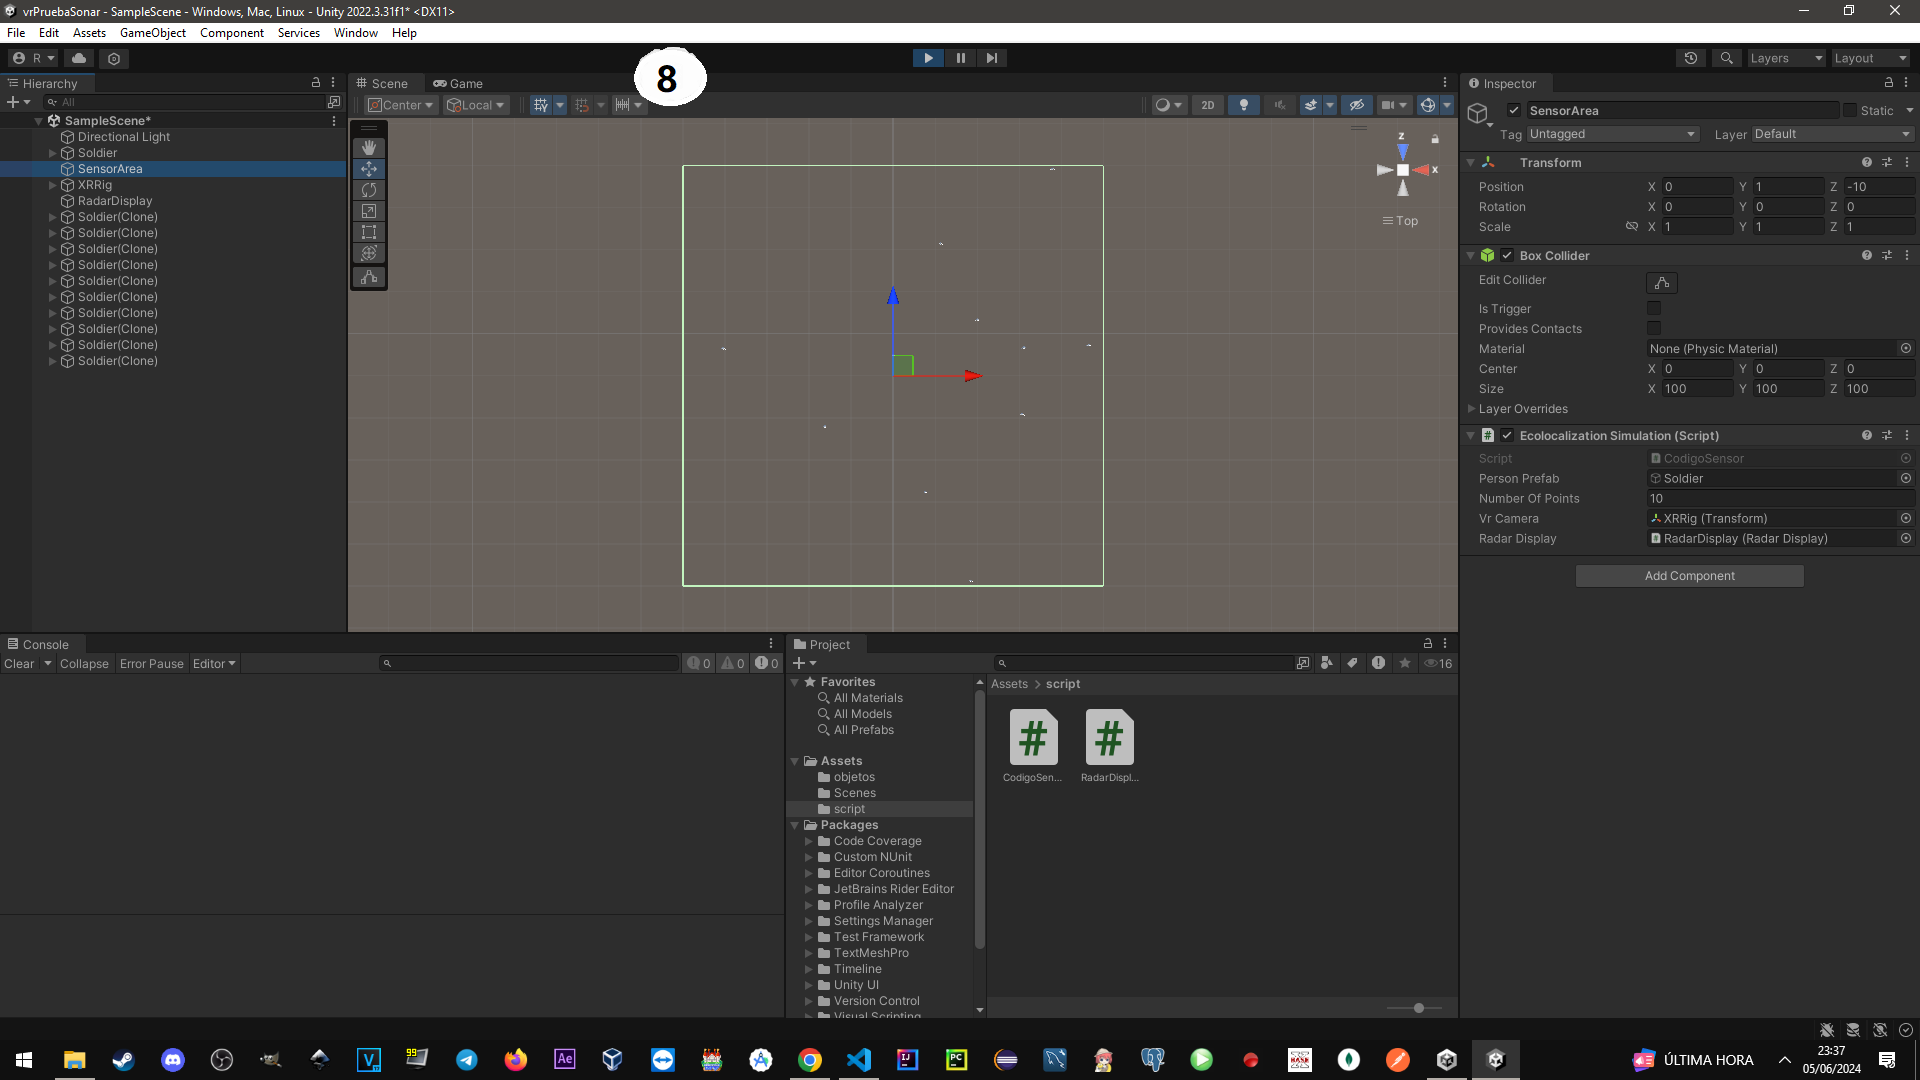 vrPruebaSonar - SampleScene - Windows, Mac, Linux - Unity 2022.3.31f1* <DX11>
File Edit Assets GameObject Component Services Window Help
R
Layers
Layout
8
Hierarchy
All
SampleScene*
Directional Light
Soldier
SensorArea
XRRig
RadarDisplay
Soldier(Clone)
Soldier(Clone)
Soldier(Clone)
Soldier(Clone)
Soldier(Clone)
Soldier(Clone)
Soldier(Clone)
Soldier(Clone)
Soldier(Clone)
Soldier(Clone)
Scene Game
Center Local
2D
z
x
Top
Inspector
SensorArea
Static
Tag Untagged Layer Default
Transform
Position X 0 Y 1 Z -10
Rotation X 0 Y 0 Z 0
Scale X 1 Y 1 Z 1
Box Collider
Edit Collider
Is Trigger
Provides Contacts
Material None (Physic Material)
Center X 0 Y 0 Z 0
Size X 100 Y 100 Z 100
Layer Overrides
Ecolocalization Simulation (Script)
Script CodigoSensor
Person Prefab Soldier
Number Of Points 10
Vr Camera XRRig (Transform)
Radar Display RadarDisplay (Radar Display)
Add Component
Console
Clear Collapse Error Pause Editor
0 0 0
Project
16
Favorites
All Materials
All Models
All Prefabs
Assets
objetos
Scenes
script
Packages
Code Coverage
Custom NUnit
Editor Coroutines
JetBrains Rider Editor
Profile Analyzer
Settings Manager
Test Framework
TextMeshPro
Timeline
Unity UI
Version Control
Visual Scripting
Assets > script
CodigoSen...
RadarDispl...
ÚLTIMA HORA
23:37
05/06/2024